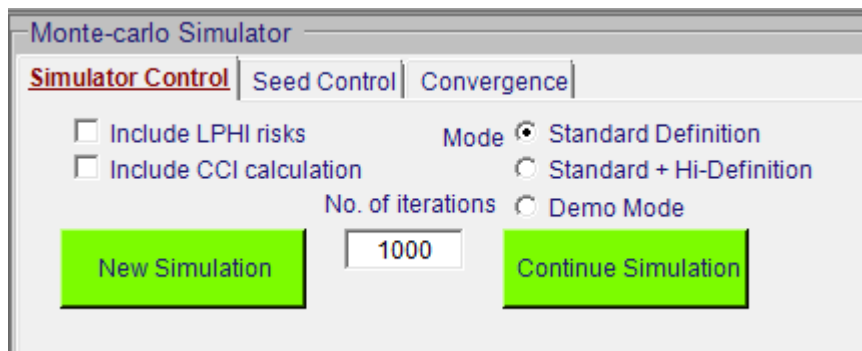 Monte-carlo Simulator
Simulator Control Seed Control Convergence
Include LPHI risks Mode Standard Definition
Include CCI calculation Standard + Hi-Definition
No. of iterations Demo Mode
New Simulation 1000 Continue Simulation